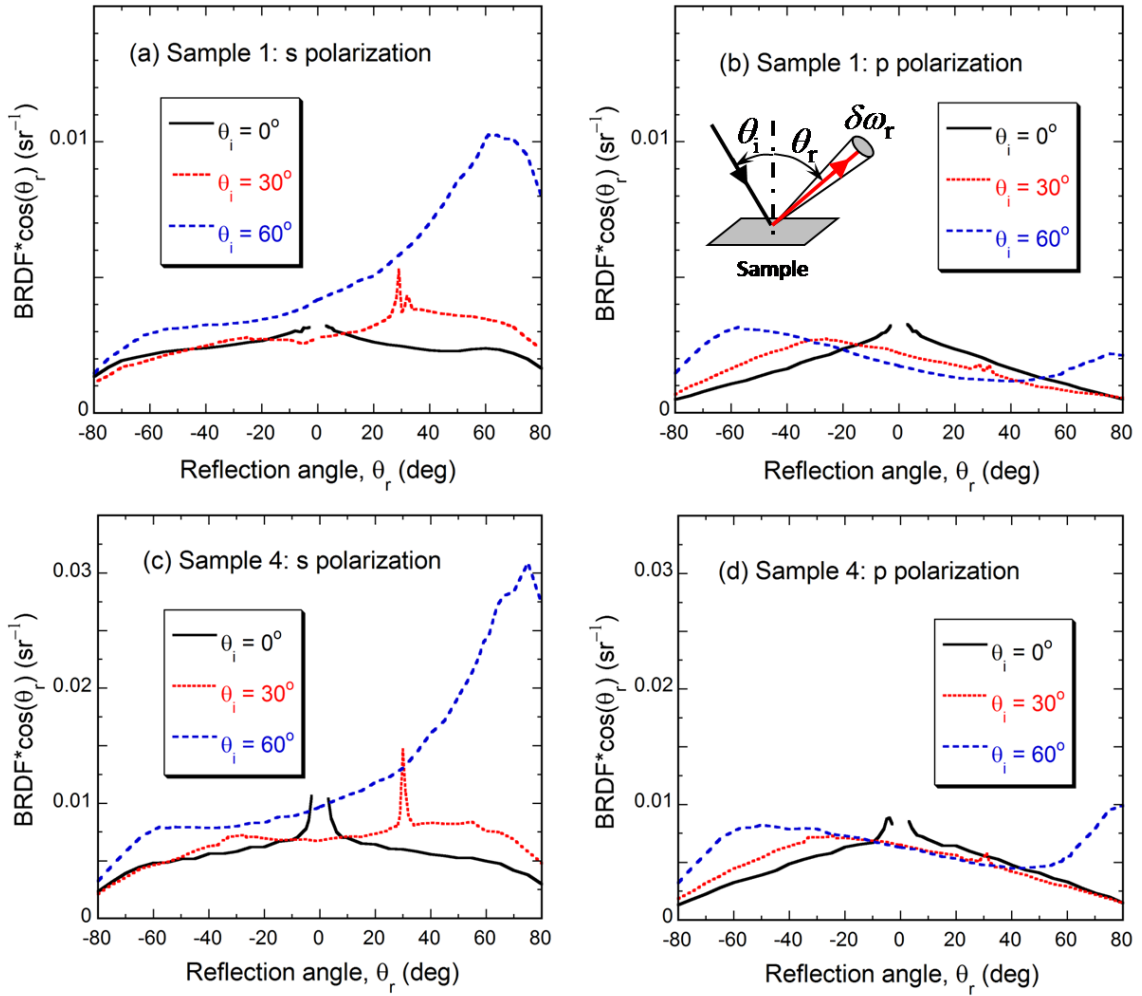 (a) Sample 1: s polarization
θi = 0°
θi = 30°
θi = 60°
BRDF*cos(θr) (sr⁻¹)
0.01
0
-80 -60 -40 -20 0 20 40 60 80
Reflection angle, θr (deg)
(b) Sample 1: p polarization
θi
θr
δωr
Sample
θi = 0°
θi = 30°
θi = 60°
BRDF*cos(θr) (sr⁻¹)
0.01
0
-80 -60 -40 -20 0 20 40 60 80
Reflection angle, θr (deg)
(c) Sample 4: s polarization
θi = 0°
θi = 30°
θi = 60°
BRDF*cos(θr) (sr⁻¹)
0.03
0.02
0.01
0
-80 -60 -40 -20 0 20 40 60 80
Reflection angle, θr (deg)
(d) Sample 4: p polarization
θi = 0°
θi = 30°
θi = 60°
BRDF*cos(θr) (sr⁻¹)
0.03
0.02
0.01
0
-80 -60 -40 -20 0 20 40 60 80
Reflection angle, θr (deg)